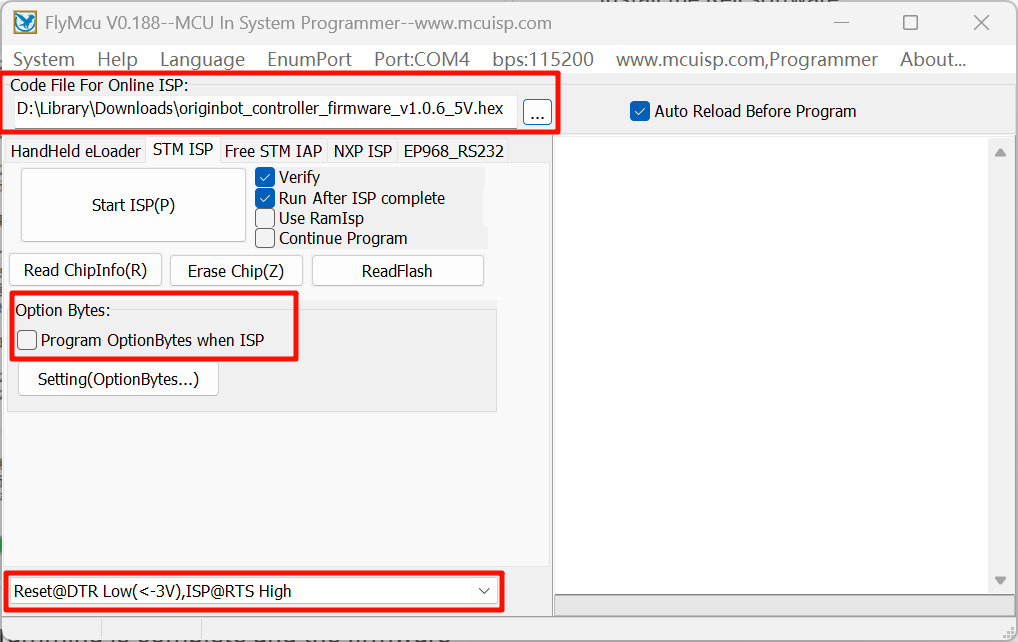 FlyMcu V0.188--MCU In System Programmer--www.mcuisp.com
System Help Language EnumPort Port:COM4 bps:115200 www.mcuisp.com,Programmer About...
Code File For Online ISP:
D:\Library\Downloads\originbot_controller_firmware_v1.0.6_5V.hex ... Auto Reload Before Program
HandHeld eLoader STM ISP Free STM IAP NXP ISP EP968_RS232
Start ISP(P)
Verify
Run After ISP complete
Use RamIsp
Continue Program
Read ChipInfo(R) Erase Chip(Z) ReadFlash
Option Bytes:
Program OptionBytes when ISP
Setting(OptionBytes...)
Reset@DTR Low(<-3V),ISP@RTS High